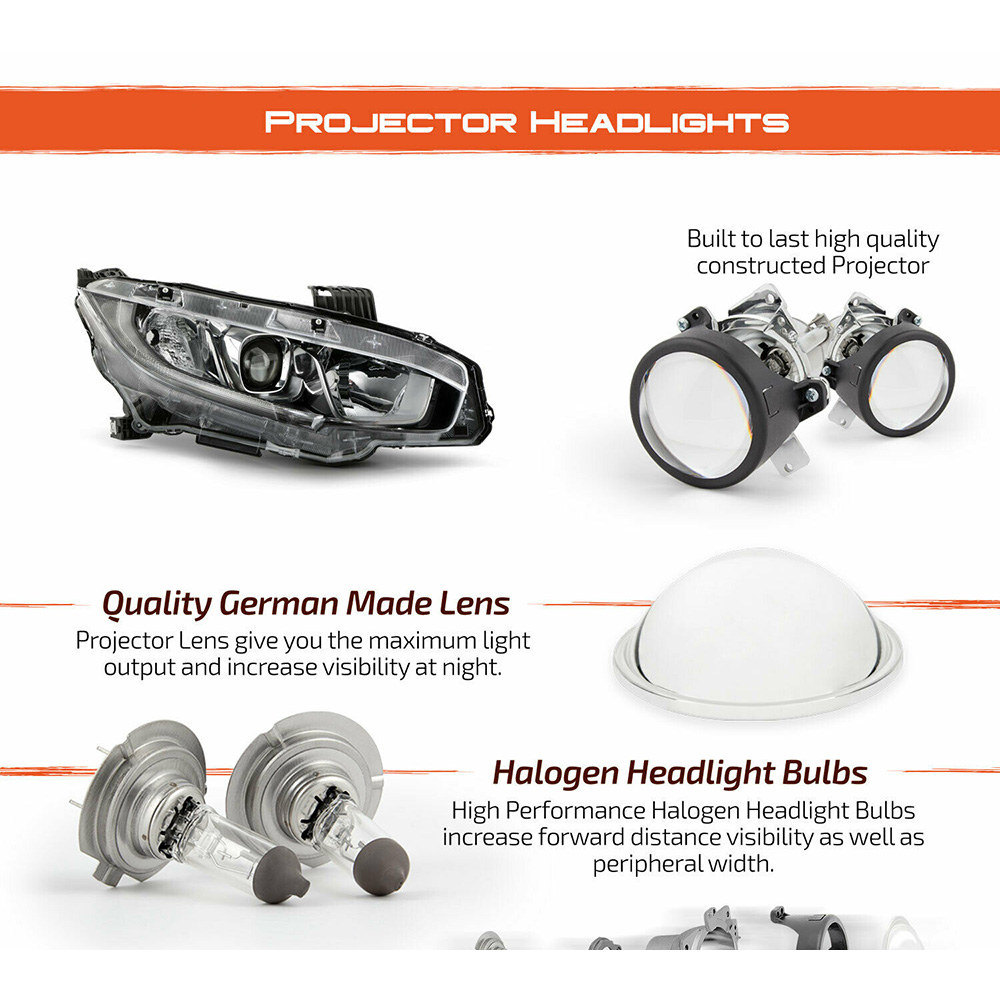 PROJECTOR HEADLIGHTS
Built to last high quality
constructed Projector
Quality German Made Lens
Projector Lens give you the maximum light
output and increase visibility at night.
Halogen Headlight Bulbs
High Performance Halogen Headlight Bulbs
increase forward distance visibility as well as
peripheral width.